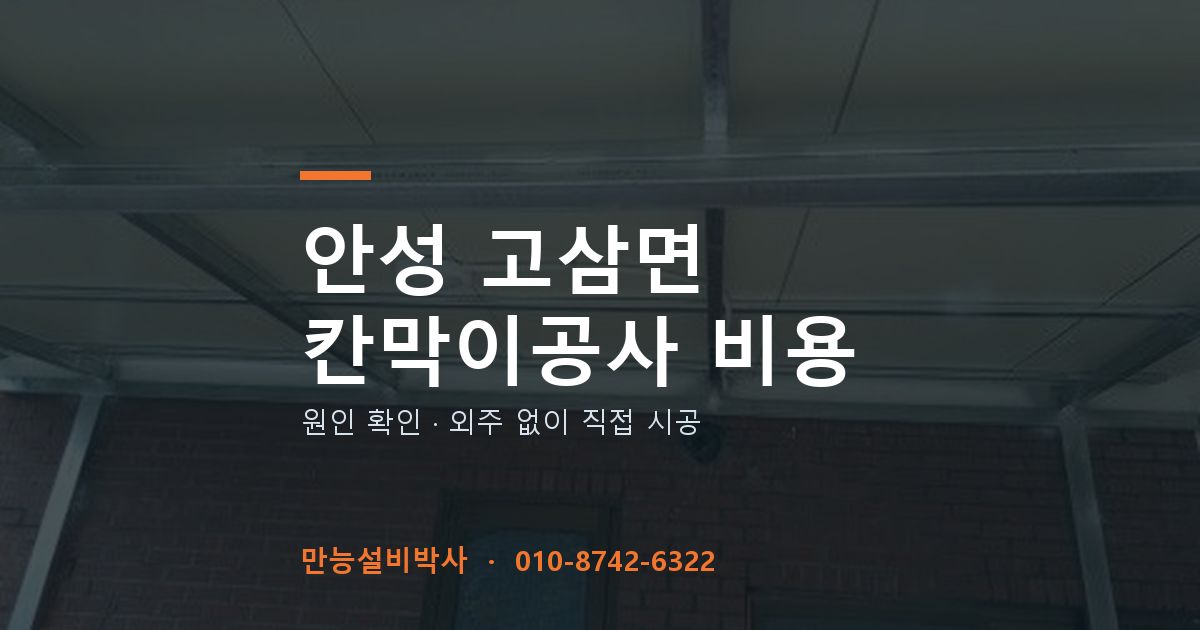 안성 고삼면
칸막이공사 비용
원인 확인 · 외주 없이 직접 시공
만능설비박사 · 010-8742-6322